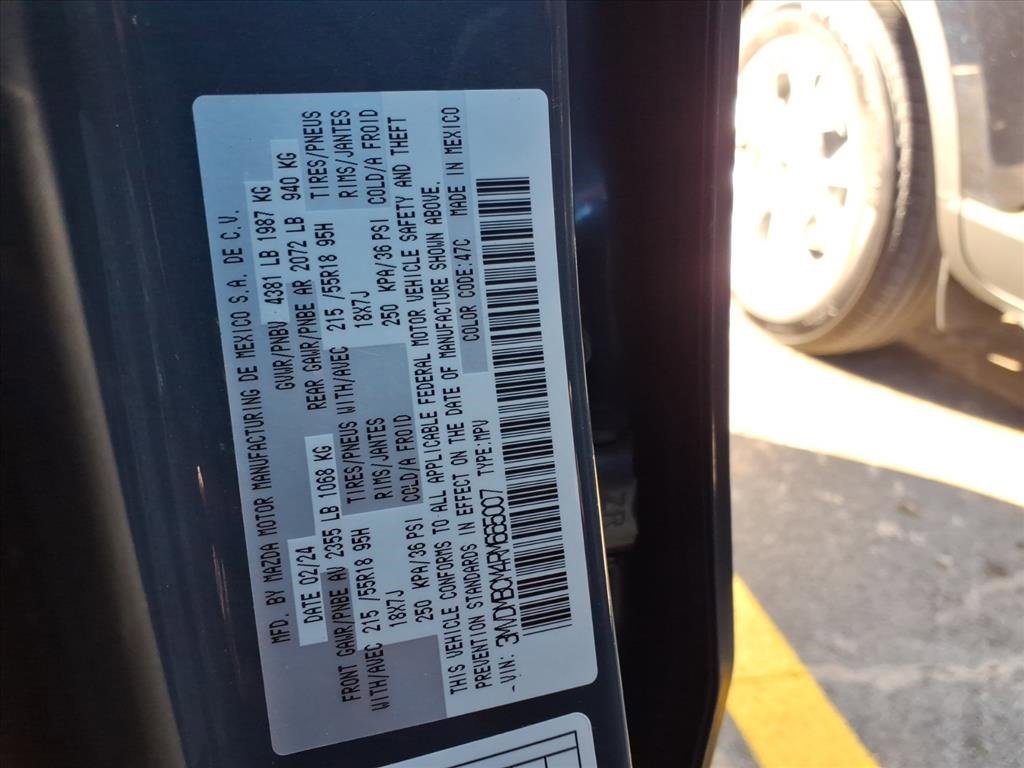 MFD. BY MAZDA MOTOR MANUFACTURING DE MEXICO S.A. DE C.V.
DATE 02/24 GVWR/PNBV 4381 LB 1987 KG
FRONT GAWR/PNBE AV 2355 LB 1068 KG REAR GAWR/PNBE AR 2072 LB 940 KG
WITH/AVEC 215 /55R18 95H TIRES/PNEUS WITH/AVEC 215 /55R18 95H TIRES/PNEUS
18X7J RIMS/JANTES 18X7J RIMS/JANTES
250 KPA/36 PSI COLD/A FROID 250 KPA/36 PSI COLD/A FROID
THIS VEHICLE CONFORMS TO ALL APPLICABLE FEDERAL MOTOR VEHICLE SAFETY AND THEFT
PREVENTION STANDARDS IN EFFECT ON THE DATE OF MANUFACTURE SHOWN ABOVE.
VIN: 3MVDMBCM4RM665007 TYPE:MPV COLOR CODE:47C MADE IN MEXICO